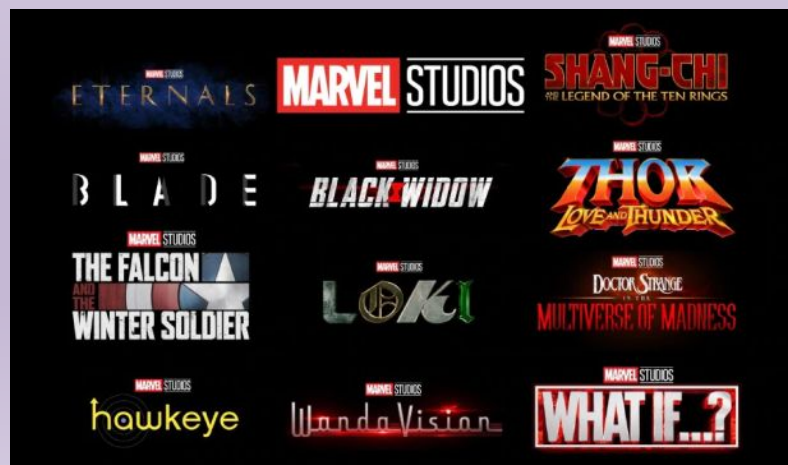 MARVEL STUDIOS
ETERNALS
MARVEL STUDIOS
MARVEL STUDIOS
SHANG-CHI
AND THE LEGEND OF THE TEN RINGS
MARVEL STUDIOS
BLADE
MARVEL STUDIOS
BLACK WIDOW
MARVEL STUDIOS
THOR
LOVE AND THUNDER
MARVEL STUDIOS
THE FALCON
AND
THE
WINTER SOLDIER
MARVEL STUDIOS
LOKI
MARVEL STUDIOS
DOCTOR STRANGE
IN THE
MULTIVERSE OF MADNESS
MARVEL STUDIOS
hawkeye
MARVEL STUDIOS
WandaVision
MARVEL STUDIOS
WHAT IF...?